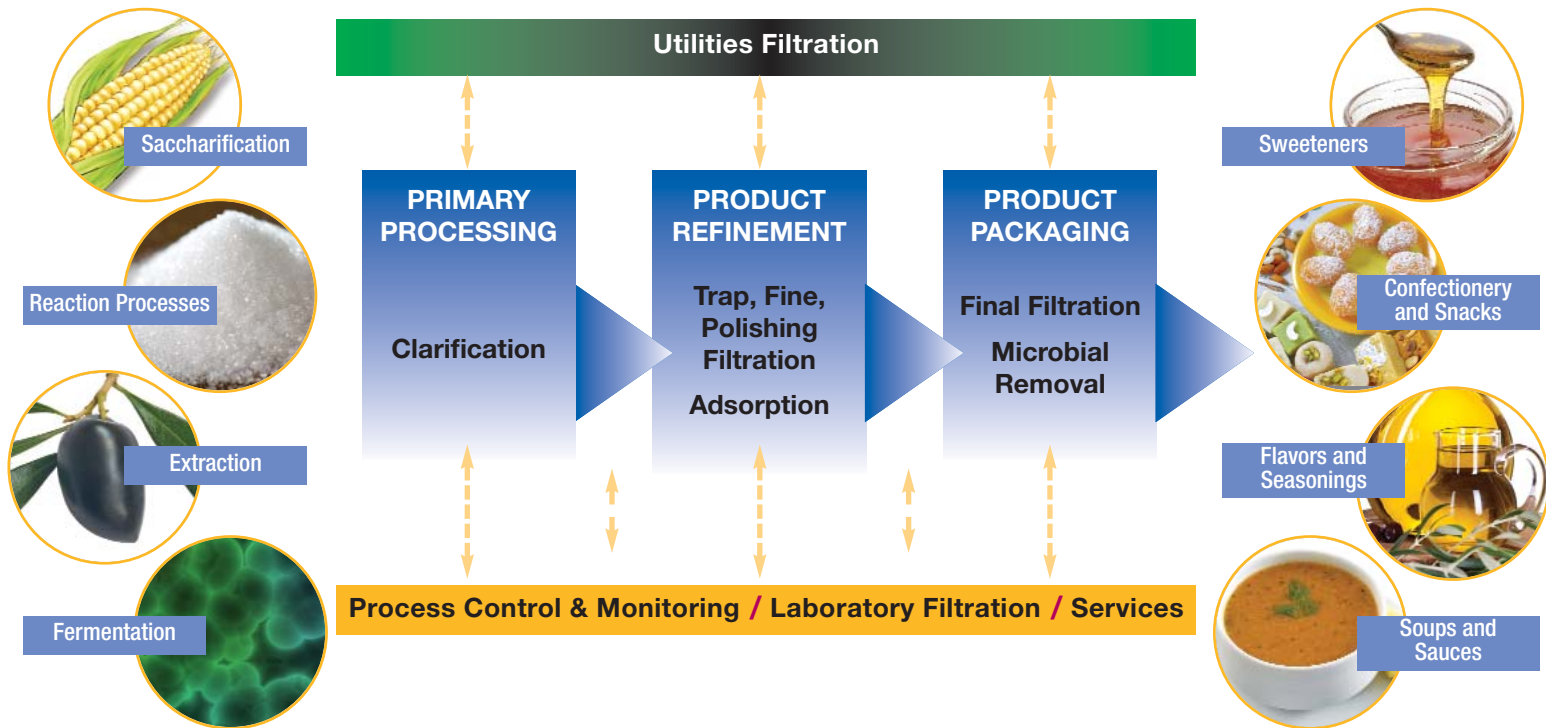 Utilities Filtration
Saccharification
Reaction Processes
Extraction
Fermentation
PRIMARY
PROCESSING
Clarification
PRODUCT
REFINEMENT
Trap, Fine,
Polishing
Filtration
Adsorption
PRODUCT
PACKAGING
Final Filtration
Microbial
Removal
Sweeteners
Confectionery
and Snacks
Flavors and
Seasonings
Soups and
Sauces
Process Control & Monitoring / Laboratory Filtration / Services